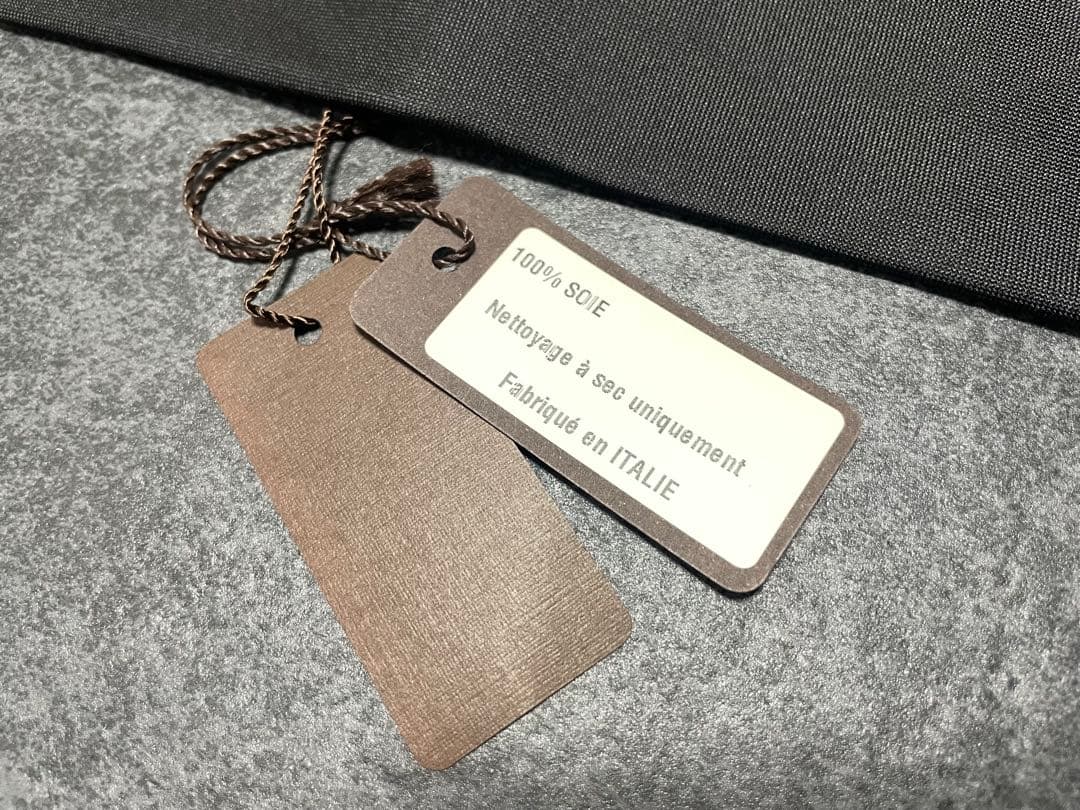 100% SOIE
Nettoyage à sec uniquement
Fabriqué en ITALIE